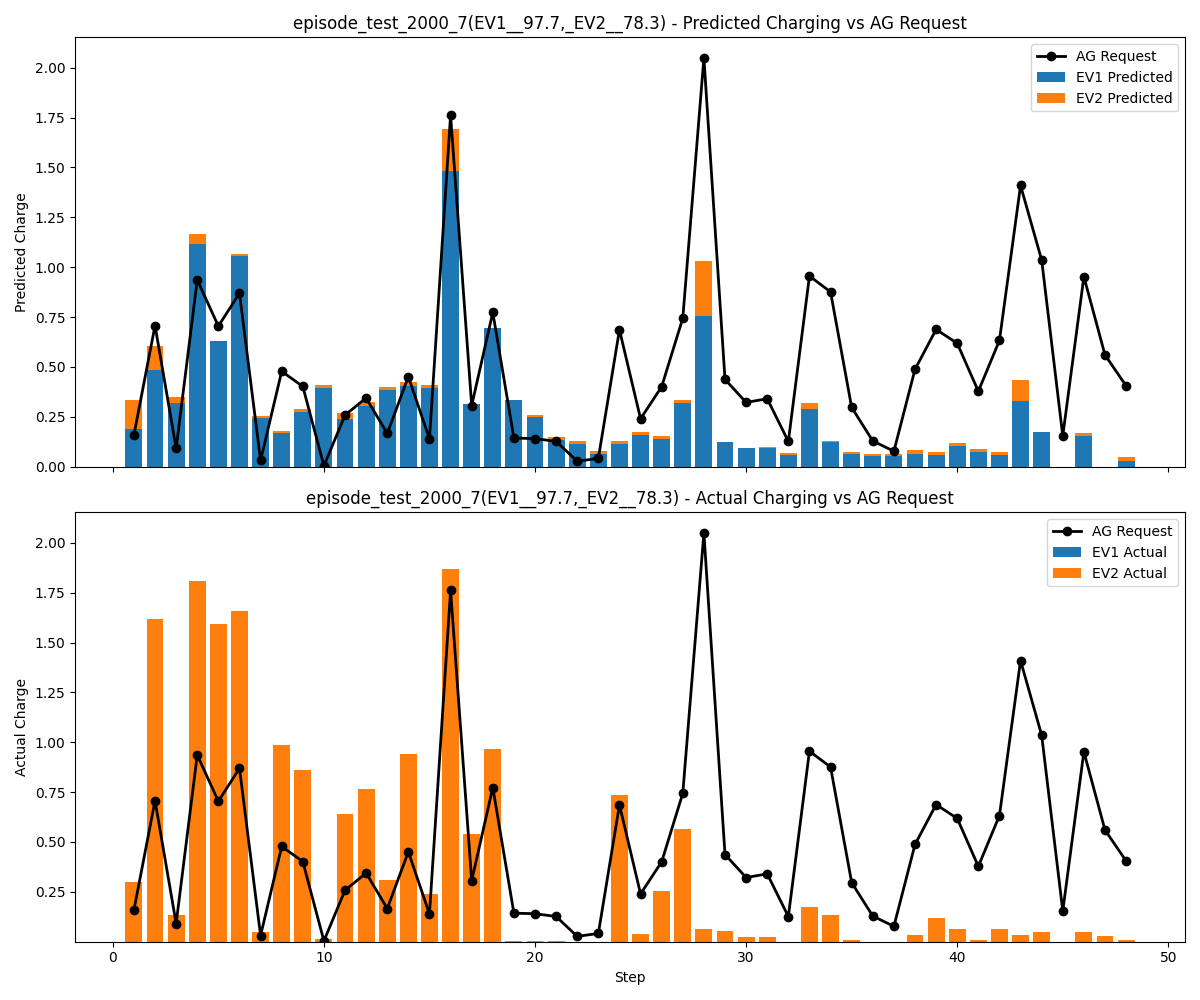 episode_test_2000_7(EV1__97.7,_EV2__78.3) - Predicted Charging vs AG Request
2.00
1.75
1.50
1.25
1.00
0.75
0.50
0.25
0.00
Predicted Charge
AG Request
EV1 Predicted
EV2 Predicted
episode_test_2000_7(EV1__97.7,_EV2__78.3) - Actual Charging vs AG Request
2.00
1.75
1.50
1.25
1.00
0.75
0.50
0.25
Actual Charge
AG Request
EV1 Actual
EV2 Actual
0 10 20 30 40 50
Step